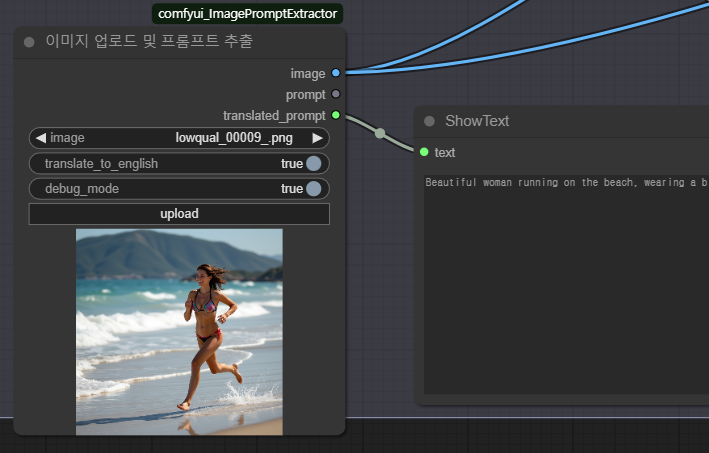 comfyui_ImagePromptExtractor
이미지 업로드 및 프롬프트 추출
image
prompt
translated_prompt
image lowqual_00009_.png
translate_to_english true
debug_mode true
upload
ShowText
text
Beautiful woman running on the beach, wearing a b